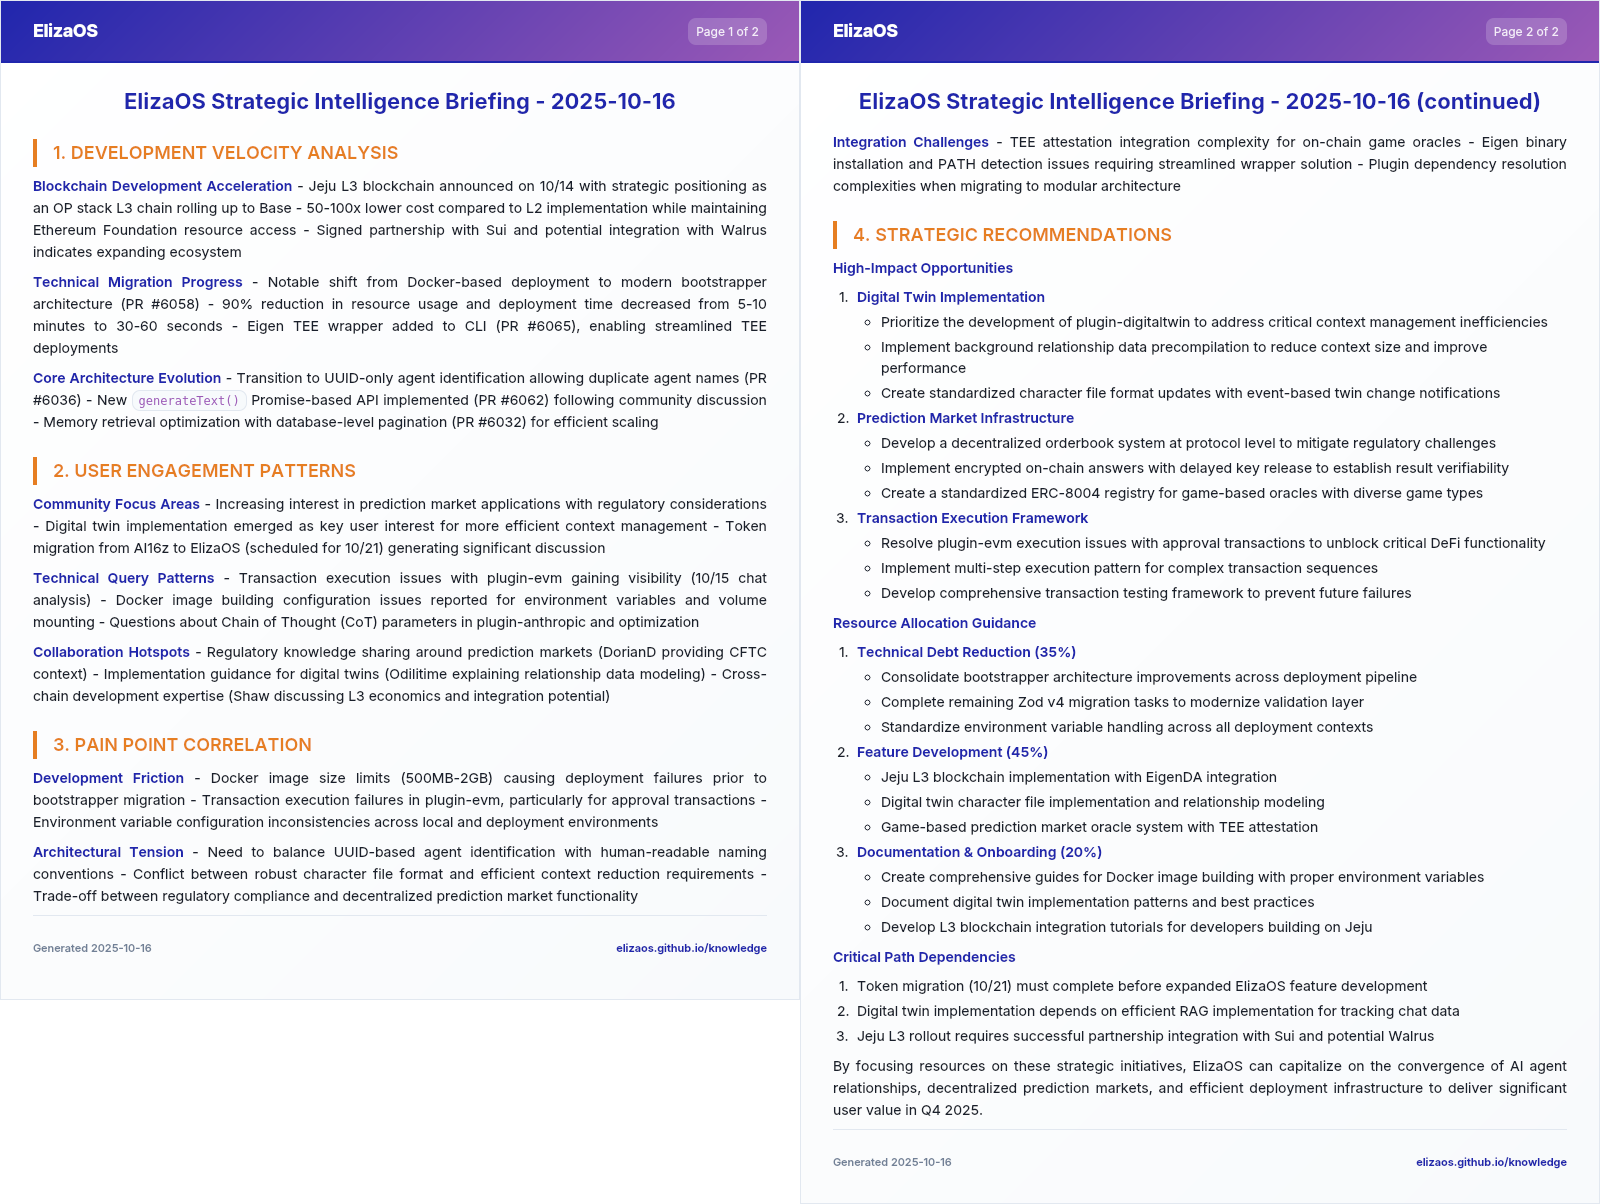 ElizaOS
Page 1 of 2
ElizaOS Strategic Intelligence Briefing - 2025-10-16
1. DEVELOPMENT VELOCITY ANALYSIS
Blockchain Development Acceleration - Jeju L3 blockchain announced on 10/14 with strategic positioning as
an OP stack L3 chain rolling up to Base - 50-100x lower cost compared to L2 implementation while maintaining
Ethereum Foundation resource access - Signed partnership with Sui and potential integration with Walrus
indicates expanding ecosystem
Technical Migration Progress - Notable shift from Docker-based deployment to modern bootstrapper
architecture (PR #6058) - 90% reduction in resource usage and deployment time decreased from 5-10
minutes to 30-60 seconds - Eigen TEE wrapper added to CLI (PR #6065), enabling streamlined TEE
deployments
Core Architecture Evolution - Transition to UUID-only agent identification allowing duplicate agent names (PR
#6036) - New generateText() Promise-based API implemented (PR #6062) following community discussion
- Memory retrieval optimization with database-level pagination (PR #6032) for efficient scaling
2. USER ENGAGEMENT PATTERNS
Community Focus Areas - Increasing interest in prediction market applications with regulatory considerations
- Digital twin implementation emerged as key user interest for more efficient context management - Token
migration from AI16z to ElizaOS (scheduled for 10/21) generating significant discussion
Technical Query Patterns - Transaction execution issues with plugin-evm gaining visibility (10/15 chat
analysis) - Docker image building configuration issues reported for environment variables and volume
mounting - Questions about Chain of Thought (CoT) parameters in plugin-anthropic and optimization
Collaboration Hotspots - Regulatory knowledge sharing around prediction markets (DorianD providing CFTC
context) - Implementation guidance for digital twins (Odilitime explaining relationship data modeling) - Cross-
chain development expertise (Shaw discussing L3 economics and integration potential)
3. PAIN POINT CORRELATION
Development Friction - Docker image size limits (500MB-2GB) causing deployment failures prior to
bootstrapper migration - Transaction execution failures in plugin-evm, particularly for approval transactions -
Environment variable configuration inconsistencies across local and deployment environments
Architectural Tension - Need to balance UUID-based agent identification with human-readable naming
conventions - Conflict between robust character file format and efficient context reduction requirements -
Trade-off between regulatory compliance and decentralized prediction market functionality
Generated 2025-10-16
elizaos.github.io/knowledge
ElizaOS
Page 2 of 2
ElizaOS Strategic Intelligence Briefing - 2025-10-16 (continued)
Integration Challenges - TEE attestation integration complexity for on-chain game oracles - Eigen binary
installation and PATH detection issues requiring streamlined wrapper solution - Plugin dependency resolution
complexities when migrating to modular architecture
4. STRATEGIC RECOMMENDATIONS
High-Impact Opportunities
1. Digital Twin Implementation
◦ Prioritize the development of plugin-digitaltwin to address critical context management inefficiencies
◦ Implement background relationship data precompilation to reduce context size and improve
performance
◦ Create standardized character file format updates with event-based twin change notifications
2. Prediction Market Infrastructure
◦ Develop a decentralized orderbook system at protocol level to mitigate regulatory challenges
◦ Implement encrypted on-chain answers with delayed key release to establish result verifiability
◦ Create a standardized ERC-8004 registry for game-based oracles with diverse game types
3. Transaction Execution Framework
◦ Resolve plugin-evm execution issues with approval transactions to unblock critical DeFi functionality
◦ Implement multi-step execution pattern for complex transaction sequences
◦ Develop comprehensive transaction testing framework to prevent future failures
Resource Allocation Guidance
1. Technical Debt Reduction (35%)
◦ Consolidate bootstrapper architecture improvements across deployment pipeline
◦ Complete remaining Zod v4 migration tasks to modernize validation layer
◦ Standardize environment variable handling across all deployment contexts
2. Feature Development (45%)
◦ Jeju L3 blockchain implementation with EigenDA integration
◦ Digital twin character file implementation and relationship modeling
◦ Game-based prediction market oracle system with TEE attestation
3. Documentation & Onboarding (20%)
◦ Create comprehensive guides for Docker image building with proper environment variables
◦ Document digital twin implementation patterns and best practices
◦ Develop L3 blockchain integration tutorials for developers building on Jeju
Critical Path Dependencies
1. Token migration (10/21) must complete before expanded ElizaOS feature development
2. Digital twin implementation depends on efficient RAG implementation for tracking chat data
3. Jeju L3 rollout requires successful partnership integration with Sui and potential Walrus
By focusing resources on these strategic initiatives, ElizaOS can capitalize on the convergence of AI agent
relationships, decentralized prediction markets, and efficient deployment infrastructure to deliver significant
user value in Q4 2025.
Generated 2025-10-16
elizaos.github.io/knowledge